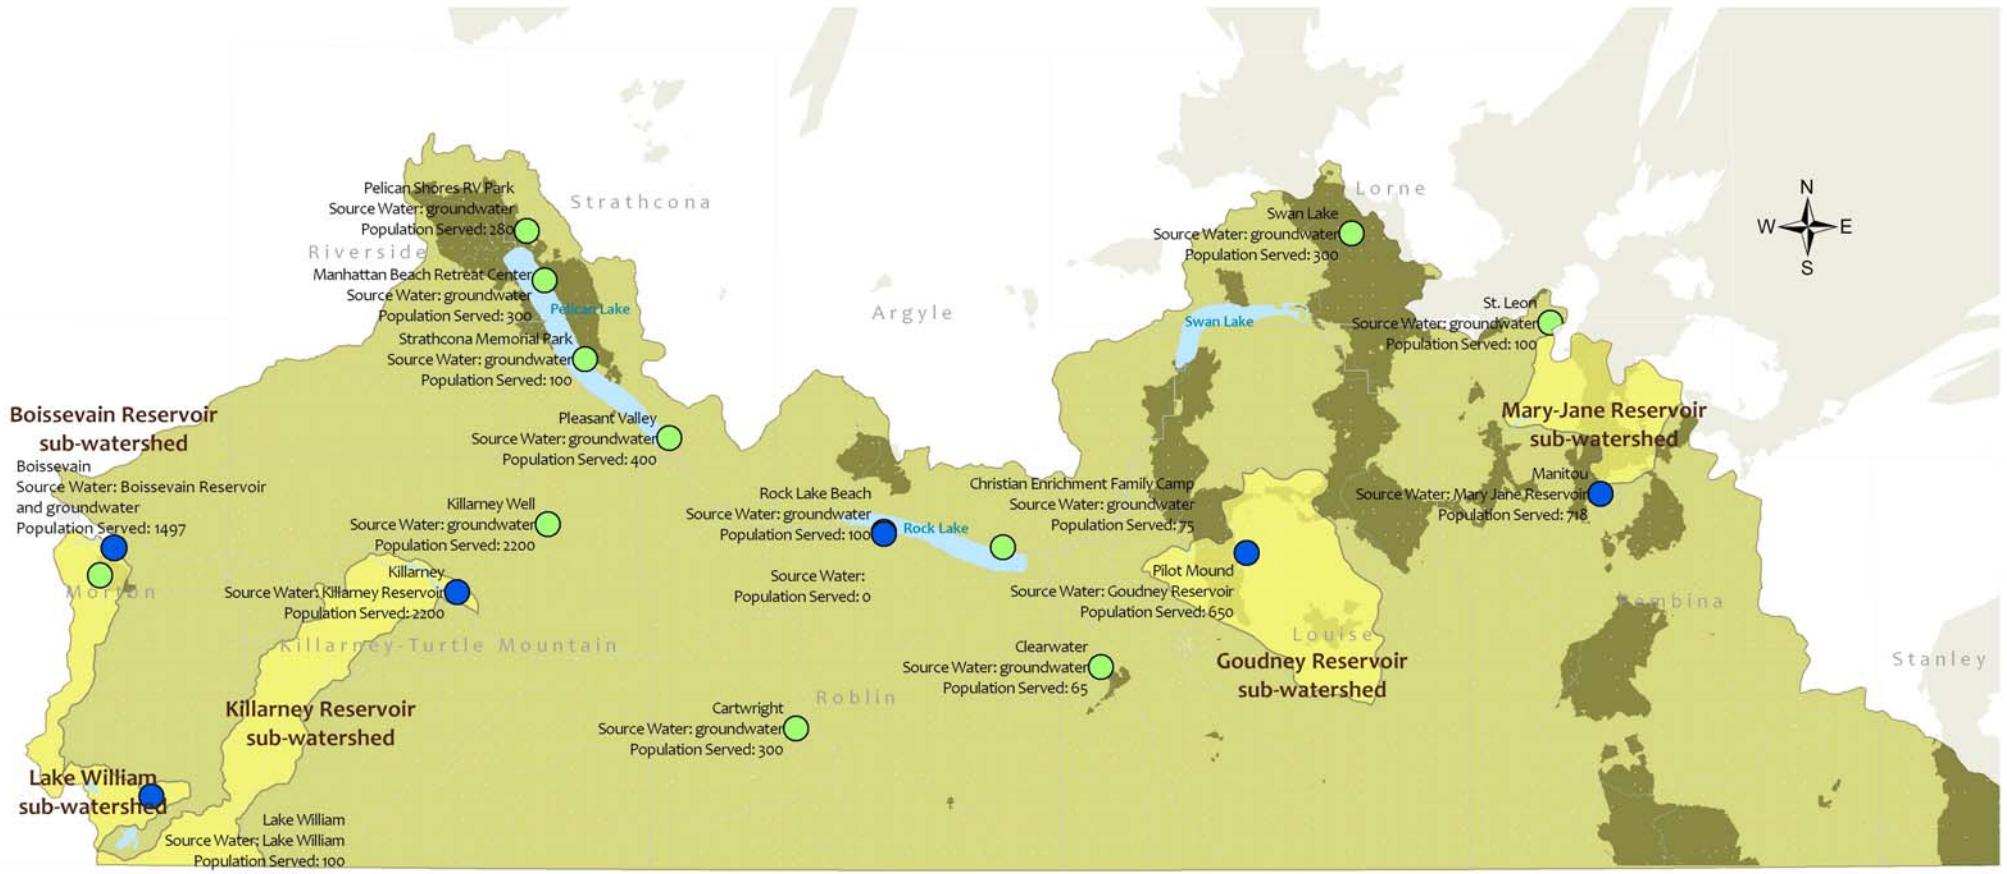 N
W E
S
Pelican Shores RV Park
Source Water: groundwater
Population Served: 280
Strathcona
Riverside
Manhattan Beach Retreat Center
Source Water: groundwater
Population Served: 300
Pelican Lake
Strathcona Memorial Park
Source Water: groundwater
Population Served: 100
Pleasant Valley
Source Water: groundwater
Population Served: 400
Argyle
Lorne
Swan Lake
Source Water: groundwater
Population Served: 300
Swan Lake
St. Leon
Source Water: groundwater
Population Served: 100
Mary-Jane Reservoir
sub-watershed
Manitou
Source Water: Mary Jane Reservoir
Population Served: 718
Boissevain Reservoir
sub-watershed
Boissevain
Source Water: Boissevain Reservoir
and groundwater
Population Served: 1497
Morton
Killarney Well
Source Water: groundwater
Population Served: 2200
Killarney
Source Water: Killarney Reservoir
Population Served: 2200
Killarney-Turtle Mountain
Rock Lake Beach
Source Water: groundwater
Population Served: 100
Rock Lake
Source Water:
Population Served: 0
Christian Enrichment Family Camp
Source Water: groundwater
Population Served: 75
Pilot Mound
Source Water: Goudney Reservoir
Population Served: 650
Pembina
Louise
Goudney Reservoir
sub-watershed
Stanley
Clearwater
Source Water: groundwater
Population Served: 65
Roblin
Cartwright
Source Water: groundwater
Population Served: 300
Killarney Reservoir
sub-watershed
Lake William
sub-watershed
Lake William
Source Water: Lake William
Population Served: 100